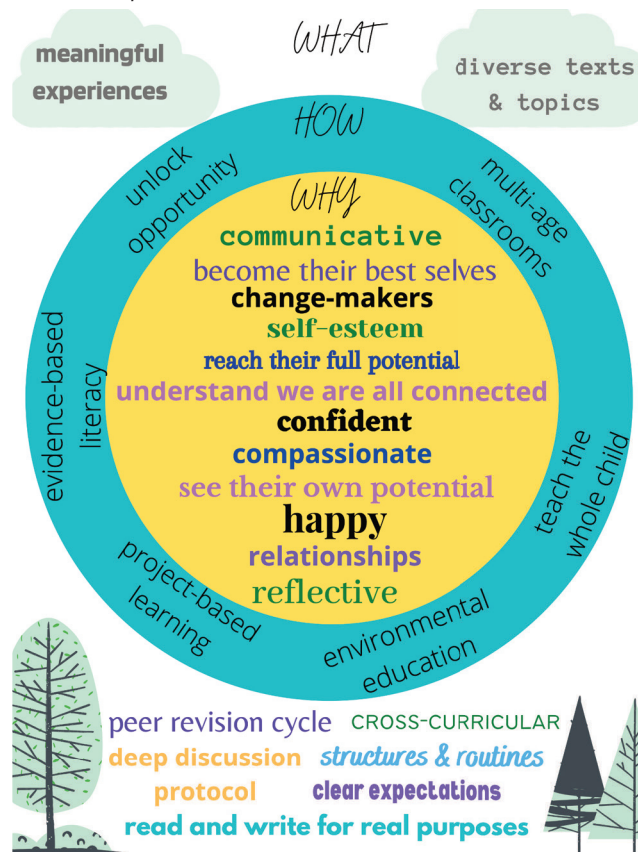 WHAT
meaningful
experiences
diverse texts
& topics
HOW
unlock
opportunity
multi-age
classrooms
evidence-based
literacy
teach the
whole child
project-based
learning
environmental
education
WHY
communicative
become their best selves
change-makers
self-esteem
reach their full potential
understand we are all connected
confident
compassionate
see their own potential
happy
relationships
reflective
peer revision cycle CROSS-CURRICULAR
deep discussion structures & routines
protocol clear expectations
read and write for real purposes